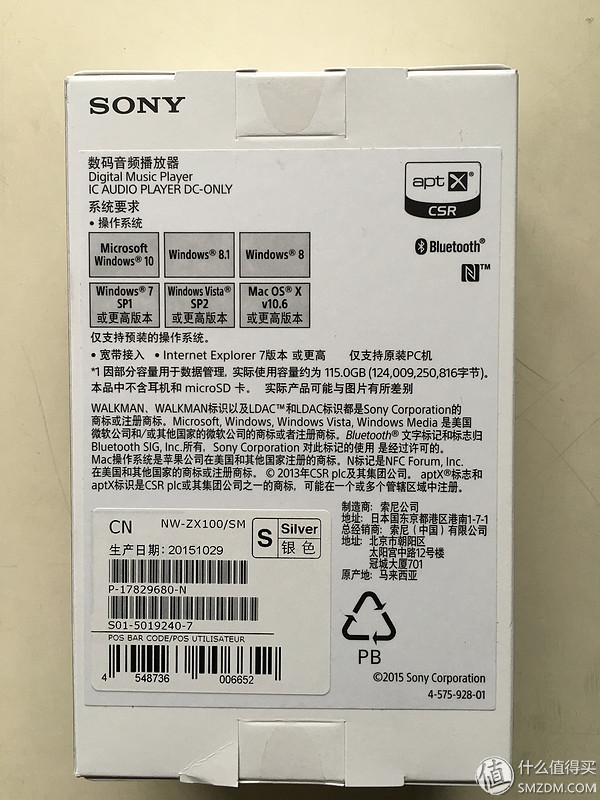 SONY
数码音频播放器
Digital Music Player
IC AUDIO PLAYER DC-ONLY
系统要求
• 操作系统
Microsoft
Windows® 10
Windows® 8.1
Windows® 8
Windows® 7
SP1
或更高版本
Windows Vista®
SP2
或更高版本
Mac OS® X
v10.6
或更高版本
仅支持预装的操作系统。
• 宽带接入 • Internet Explorer 7版本 或更高 仅支持原装PC机
*1 因部分容量用于数据管理, 实际使用容量约为 115.0GB (124,009,250,816字节)。
本品中不含耳机和 microSD 卡。 实际产品可能与图片有所差别
aptX®
CSR
Bluetooth®
N™
WALKMAN、WALKMAN标识以及LDAC™和LDAC标识都是Sony Corporation的
商标或注册商标。Microsoft, Windows, Windows Vista, Windows Media 是美国
微软公司和/或其他国家的微软公司的商标或者注册商标。Bluetooth® 文字标记和标志归
Bluetooth SIG, Inc.所有，Sony Corporation 对此标记的使用 是经过许可的。
Mac操作系统是苹果公司在美国和其他国家注册的商标。N标记是NFC Forum, Inc.
在美国和其他国家的商标或注册商标。 © 2013年CSR plc及其集团公司。 aptX®标志和
aptX标识是CSR plc或其集团公司之一的商标，可能在一个或多个管辖区域中注册。
制造商: 索尼公司
地址: 日本国东京都港区港南1-7-1
总经销商: 索尼（中国）有限公司
地址: 北京市朝阳区
太阳宫中路12号楼
冠城大厦701
原产地: 马来西亚
CN NW-ZX100/SM
S Silver
银色
生产日期: 20151029
P-17829680-N
S01-5019240-7
POS BAR CODE/POS UTILISATEUR
4 548736 006652
PB
©2015 Sony Corporation
4-575-928-01
值 什么值得买
SMZDM.COM